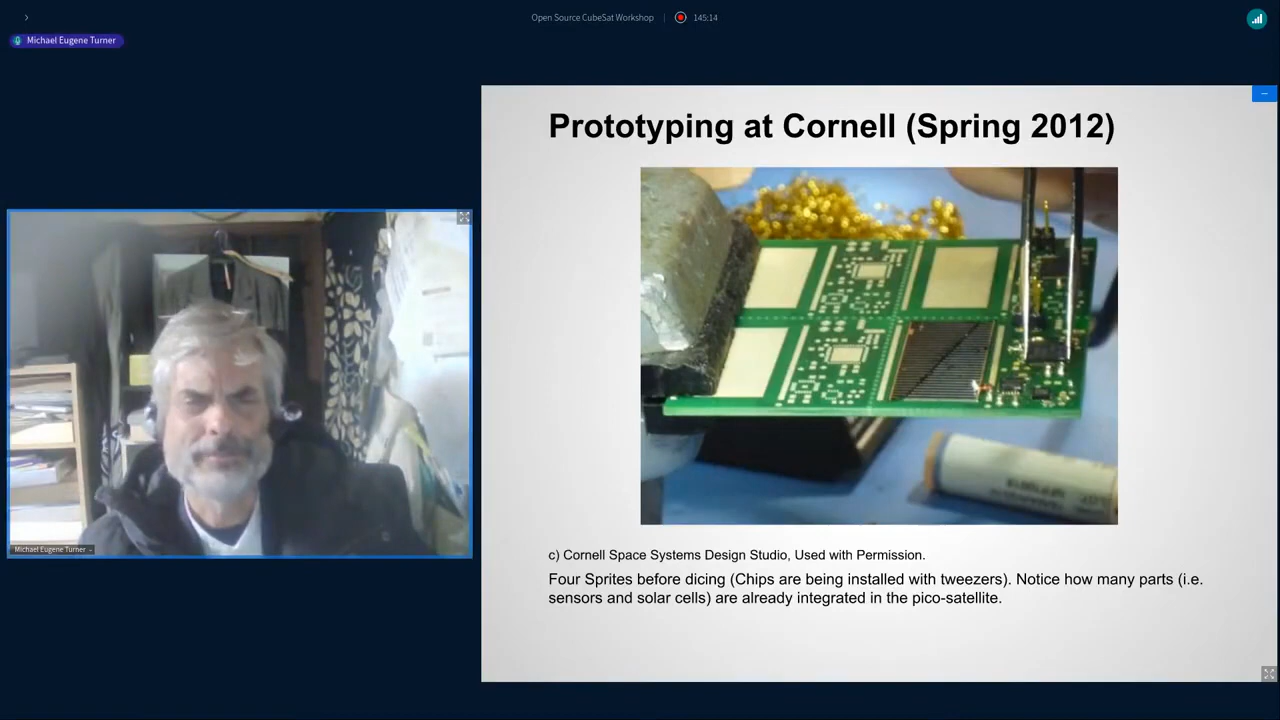 Open Source CubeSat Workshop
145:14
Michael Eugene Turner
Prototyping at Cornell (Spring 2012)
c) Cornell Space Systems Design Studio, Used with Permission.
Four Sprites before dicing (Chips are being installed with tweezers). Notice how many parts (i.e.
sensors and solar cells) are already integrated in the pico-satellite.
Michael Eugene Turner